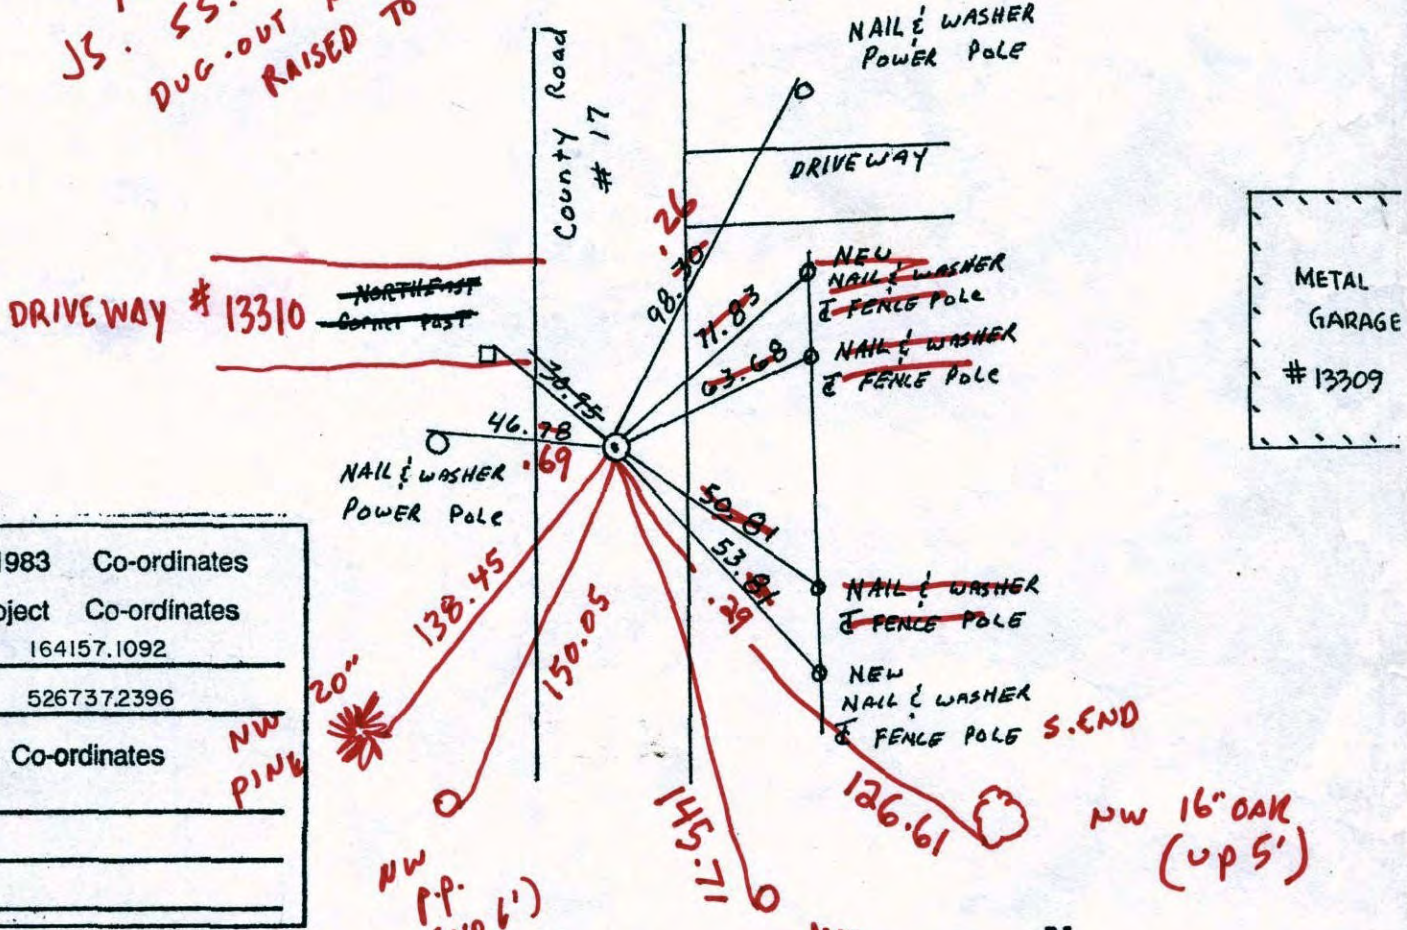 J3. SS.
DUG-OUT
RAISED TO
NAIL & WASHER
POWER POLE
County Road
# 17
DRIVEWAY
.26
98.30
NEW
NAIL & WASHER
℄ FENCE POLE
71.83
NAIL & WASHER
℄ FENCE POLE
63.68
METAL
GARAGE
# 13309
DRIVEWAY # 13310
NORTHEAST
CORNER POST
30.95
46.78
.69
NAIL & WASHER
POWER POLE
50.81
53.81
.29
NAIL & WASHER
℄ FENCE POLE
NEW
NAIL & WASHER
℄ FENCE POLE S.END
1983 Co-ordinates
Co-ordinates
164157.1092
526737.2396
Co-ordinates
138.45
150.05
20"
NW
PINE
NW
P.P.
145.71
126.61
NW 16" OAK
(UP 5')